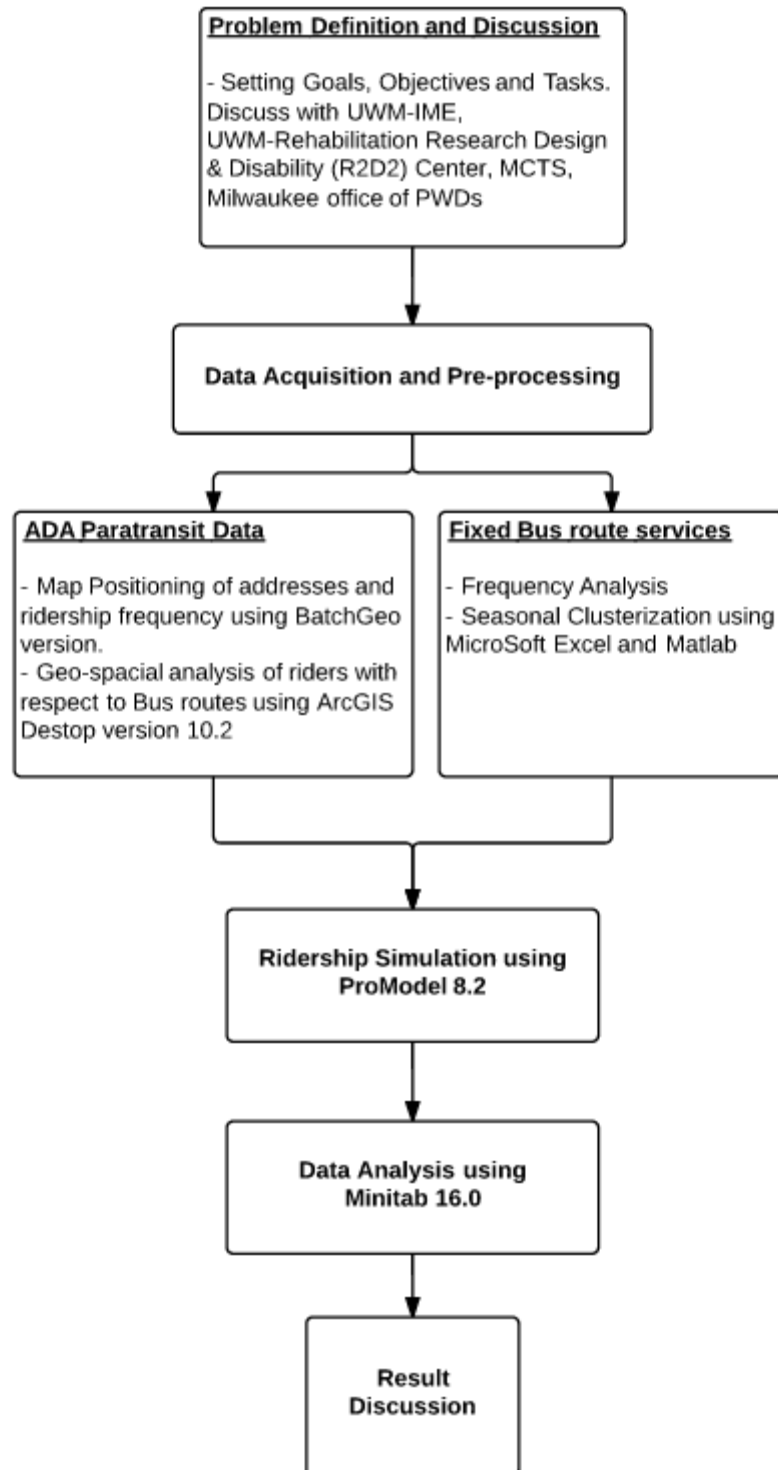 Problem Definition and Discussion
- Setting Goals, Objectives and Tasks.
Discuss with UWM-IME,
UWM-Rehabilitation Research Design
& Disability (R2D2) Center, MCTS,
Milwaukee office of PWDs
Data Acquisition and Pre-processing
ADA Paratransit Data
- Map Positioning of addresses and
ridership frequency using BatchGeo
version.
- Geo-spacial analysis of riders with
respect to Bus routes using ArcGIS
Destop version 10.2
Fixed Bus route services
- Frequency Analysis
- Seasonal Clusterization using
MicroSoft Excel and Matlab
Ridership Simulation using
ProModel 8.2
Data Analysis using
Minitab 16.0
Result
Discussion